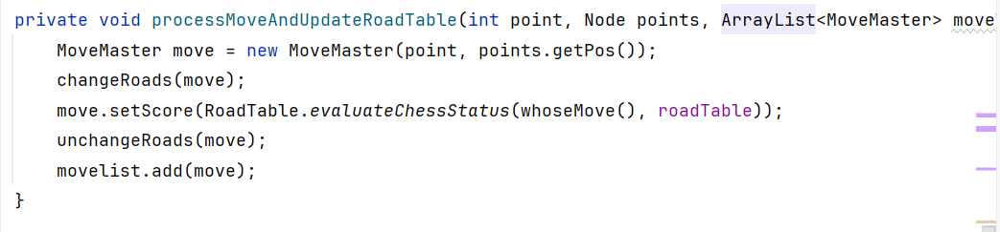 private void processMoveAndUpdateRoadTable(int point, Node points, ArrayList<MoveMaster> move
MoveMaster move = new MoveMaster(point, points.getPos());
changeRoads(move);
move.setScore(RoadTable.evaluateChessStatus(whoseMove(), roadTable));
unchangeRoads(move);
movelist.add(move);
}